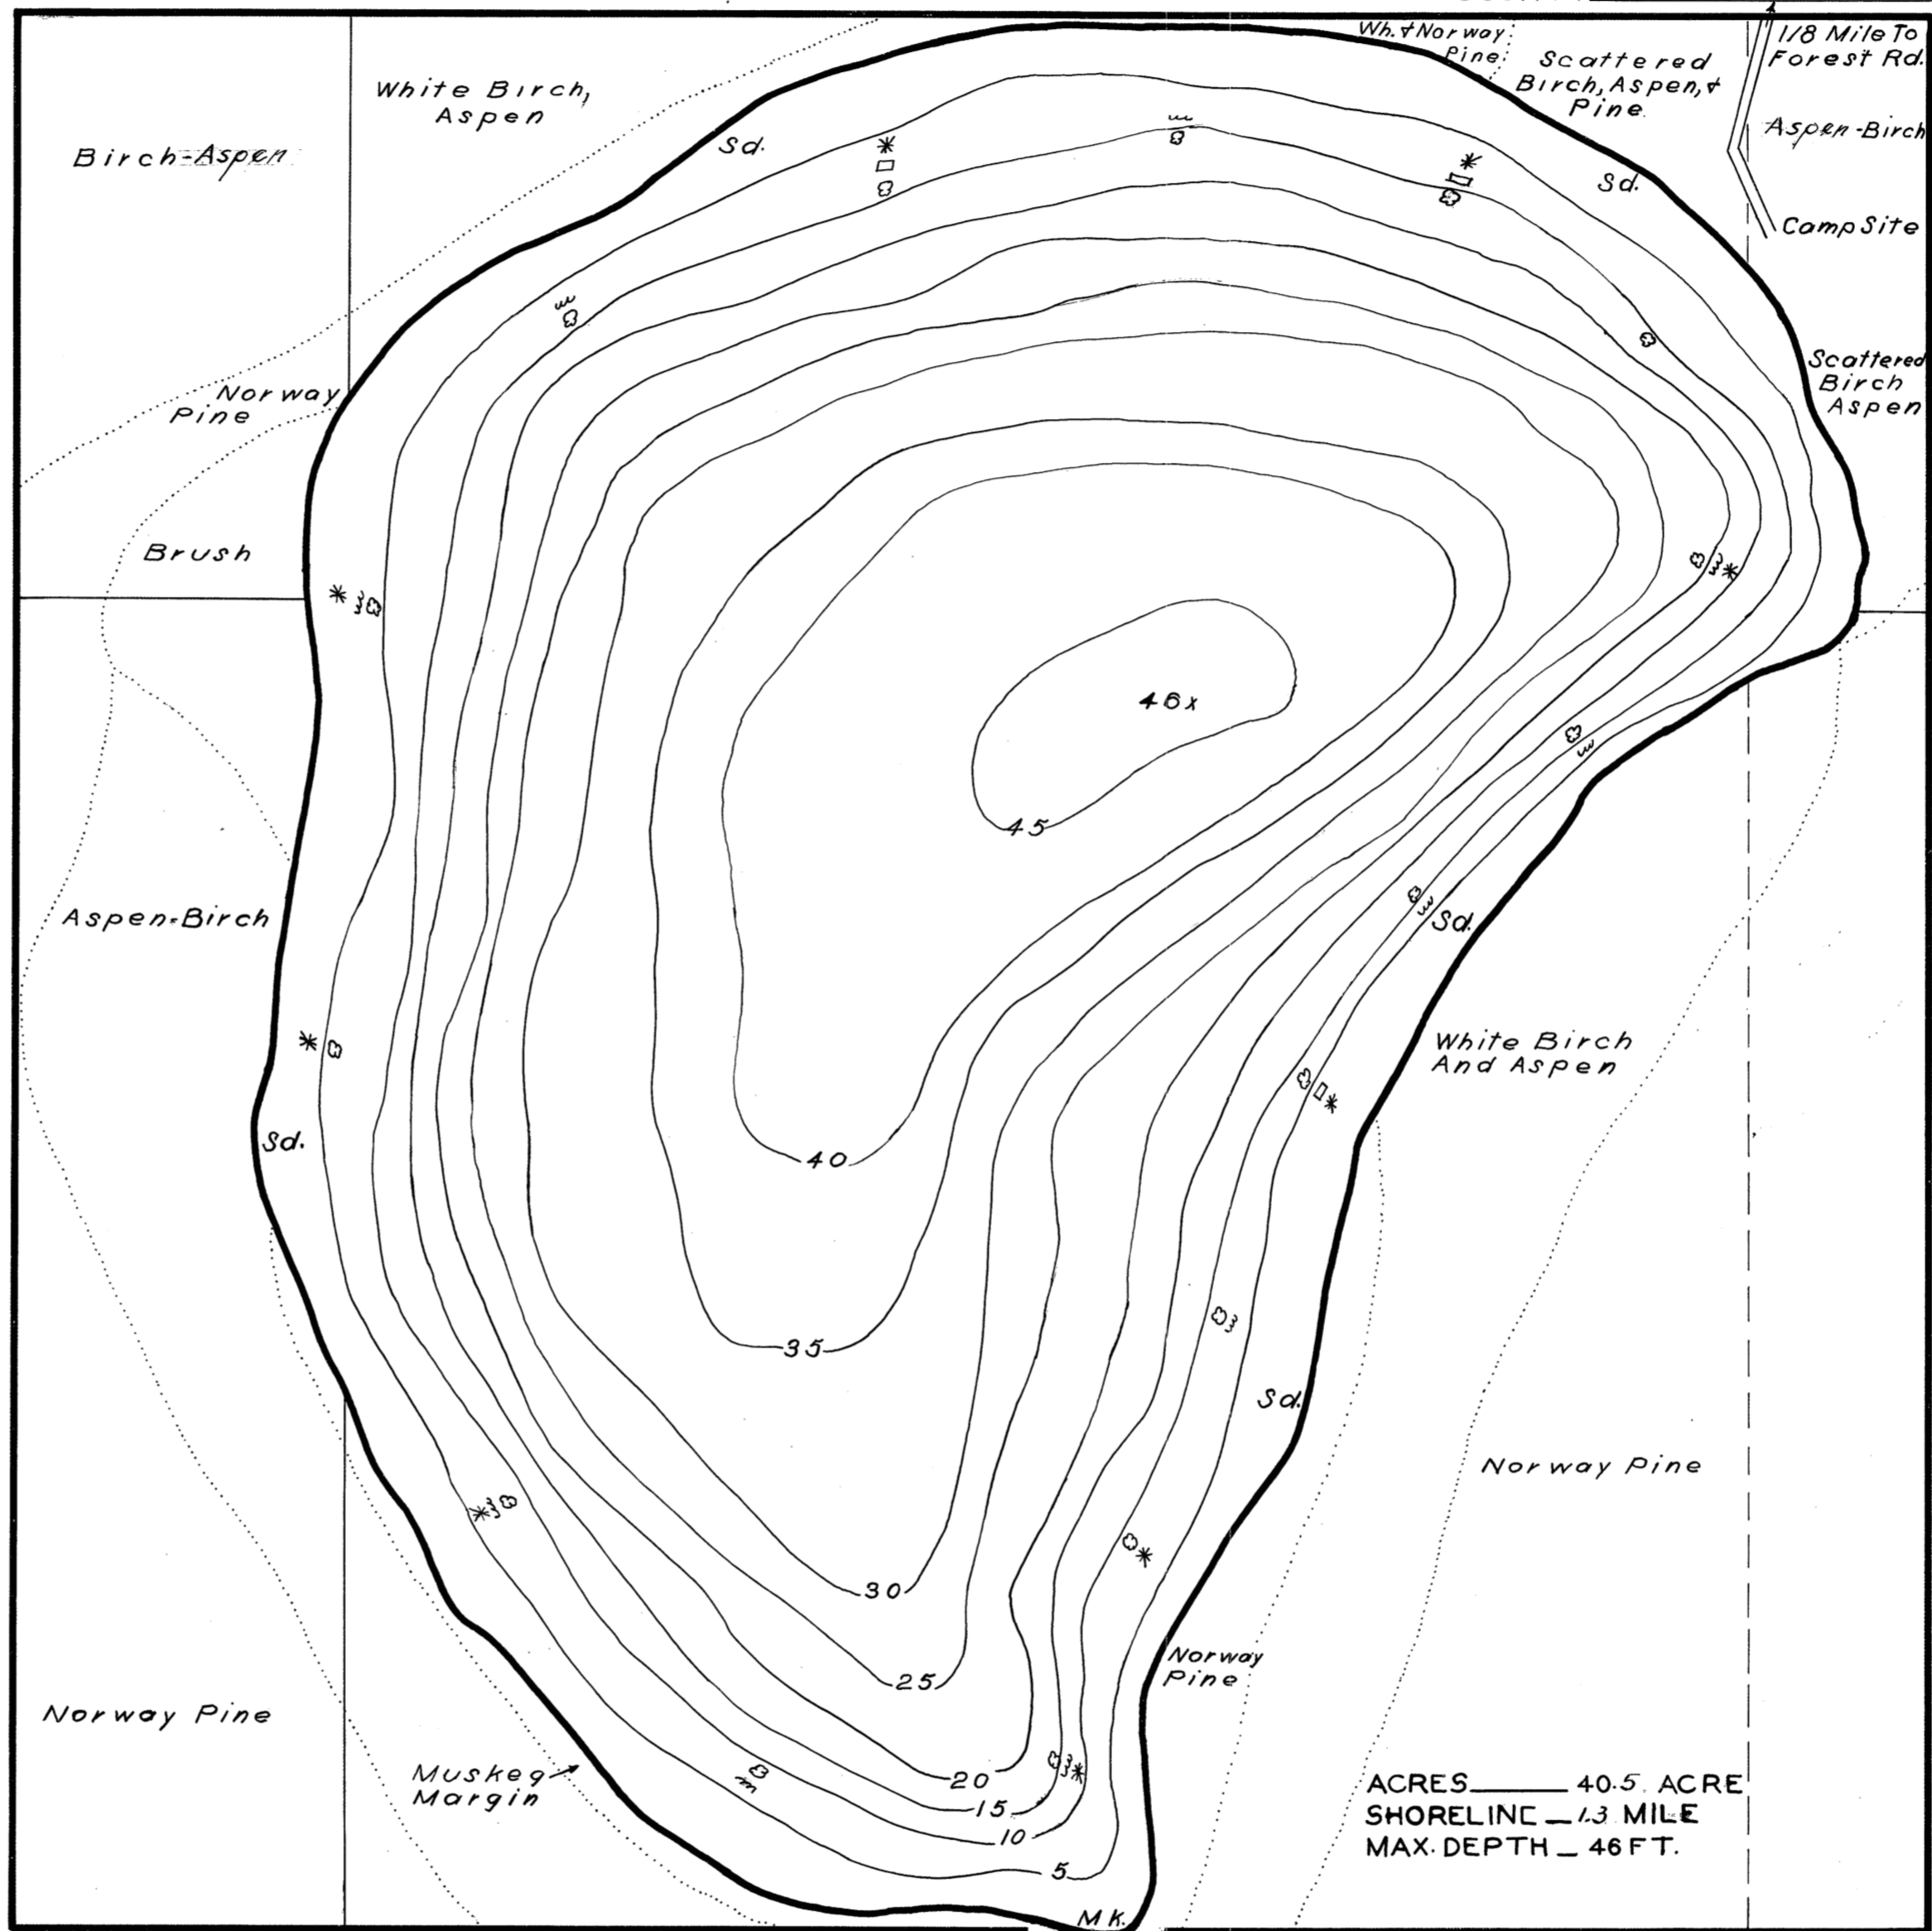 Wh. & Norway
Pine
Scattered
Birch, Aspen, &
Pine
1/8 Mile To
Forest Rd.
White Birch,
Aspen
Birch-Aspen
Aspen-Birch
Sd.
Sd.
Camp Site
Scattered
Birch
Aspen
Norway
Pine
Brush
46x
45
Aspen-Birch
Sd.
White Birch
And Aspen
Sd.
40
35
Sd.
Norway Pine
30
25
Norway
Pine
Norway Pine
Muskeg
Margin
20
15
10
5
ACRES 40.5 ACRE
SHORELINE 1.3 MILE
MAX. DEPTH 46 FT.
MK.